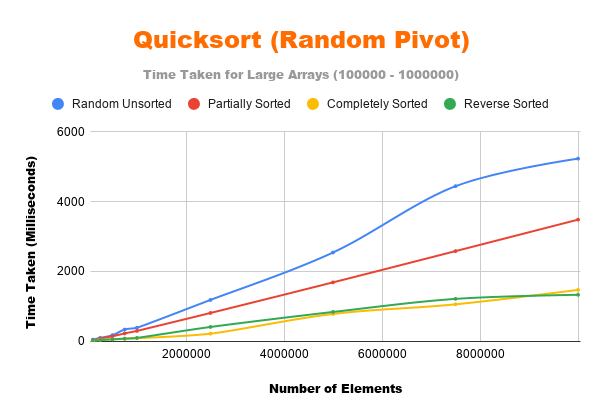 Quicksort (Random Pivot)
Time Taken for Large Arrays (100000 - 1000000)
Random Unsorted Partially Sorted Completely Sorted Reverse Sorted
Time Taken (Milliseconds)
6000
4000
2000
0
2000000 4000000 6000000 8000000
Number of Elements